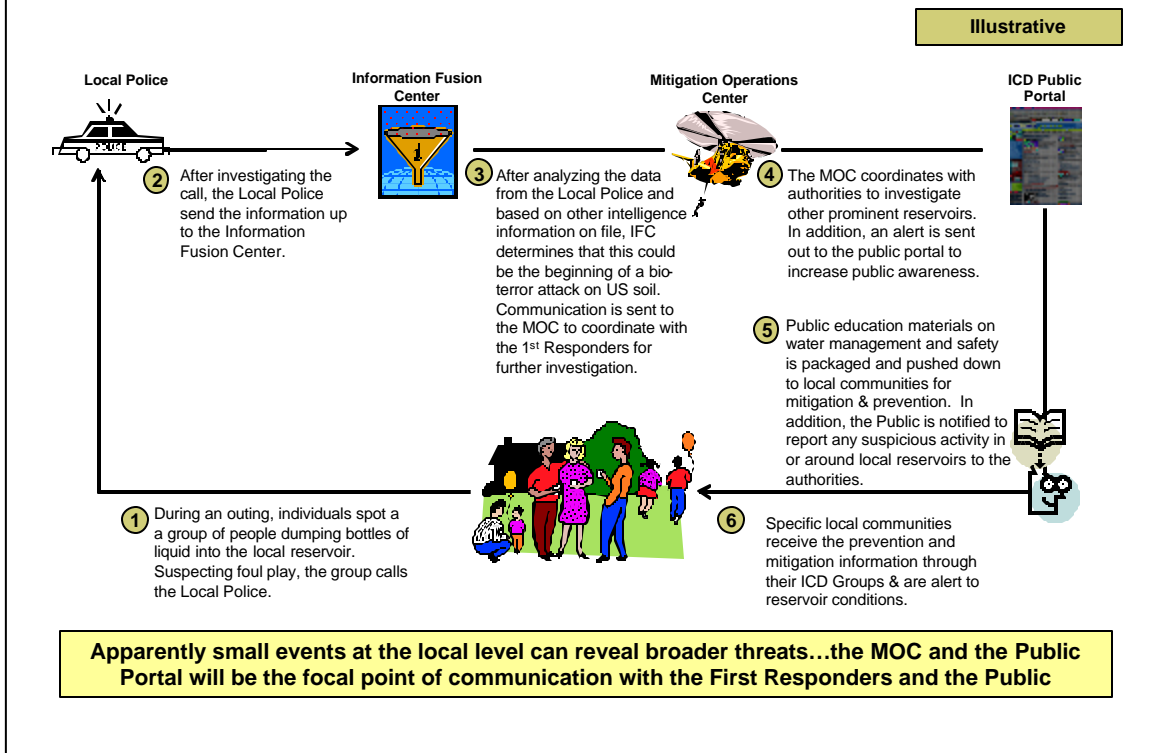 Illustrative
Local Police
Information Fusion
Center
Mitigation Operations
Center
ICD Public
Portal
POLICE
1
2
After investigating the
call, the Local Police
send the information up
to the Information
Fusion Center.
3
After analyzing the data
from the Local Police and
based on other intelligence
information on file, IFC
determines that this could
be the beginning of a bio-
terror attack on US soil.
Communication is sent to
the MOC to coordinate with
the 1st Responders for
further investigation.
4
The MOC coordinates with
authorities to investigate
other prominent reservoirs.
In addition, an alert is sent
out to the public portal to
increase public awareness.
5
Public education materials on
water management and safety
is packaged and pushed down
to local communities for
mitigation & prevention. In
addition, the Public is notified to
report any suspicious activity in
or around local reservoirs to the
authorities.
1
During an outing, individuals spot a
a group of people dumping bottles of
liquid into the local reservoir.
Suspecting foul play, the group calls
the Local Police.
6
Specific local communities
receive the prevention and
mitigation information through
their ICD Groups & are alert to
reservoir conditions.
Apparently small events at the local level can reveal broader threats…the MOC and the Public
Portal will be the focal point of communication with the First Responders and the Public